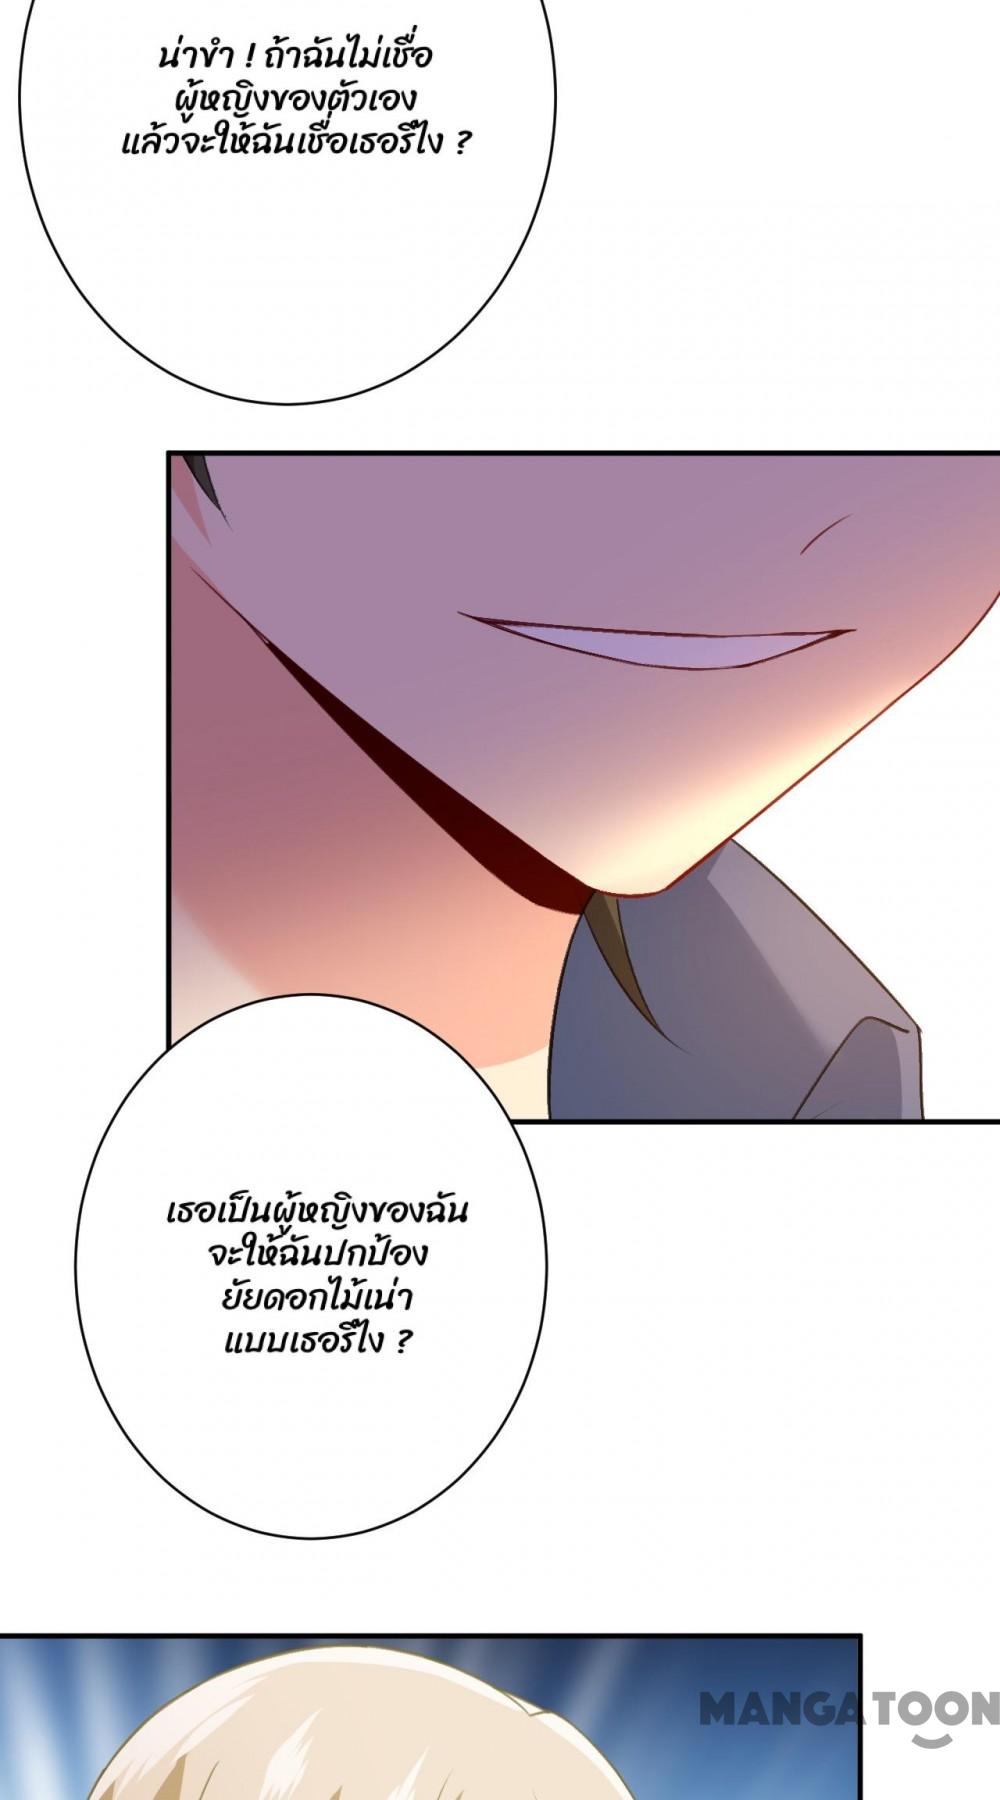 น่าขำ ! ถ้าฉันไม่เชื่อ
ผู้หญิงของตัวเอง
แล้วจะให้ฉันเชื่อเธอรึไง ?
เธอเป็นผู้หญิงของฉัน
จะให้ฉันปกป้อง
ยัยดอกไม้เน่า
แบบเธอรึไง ?
MANGATOON